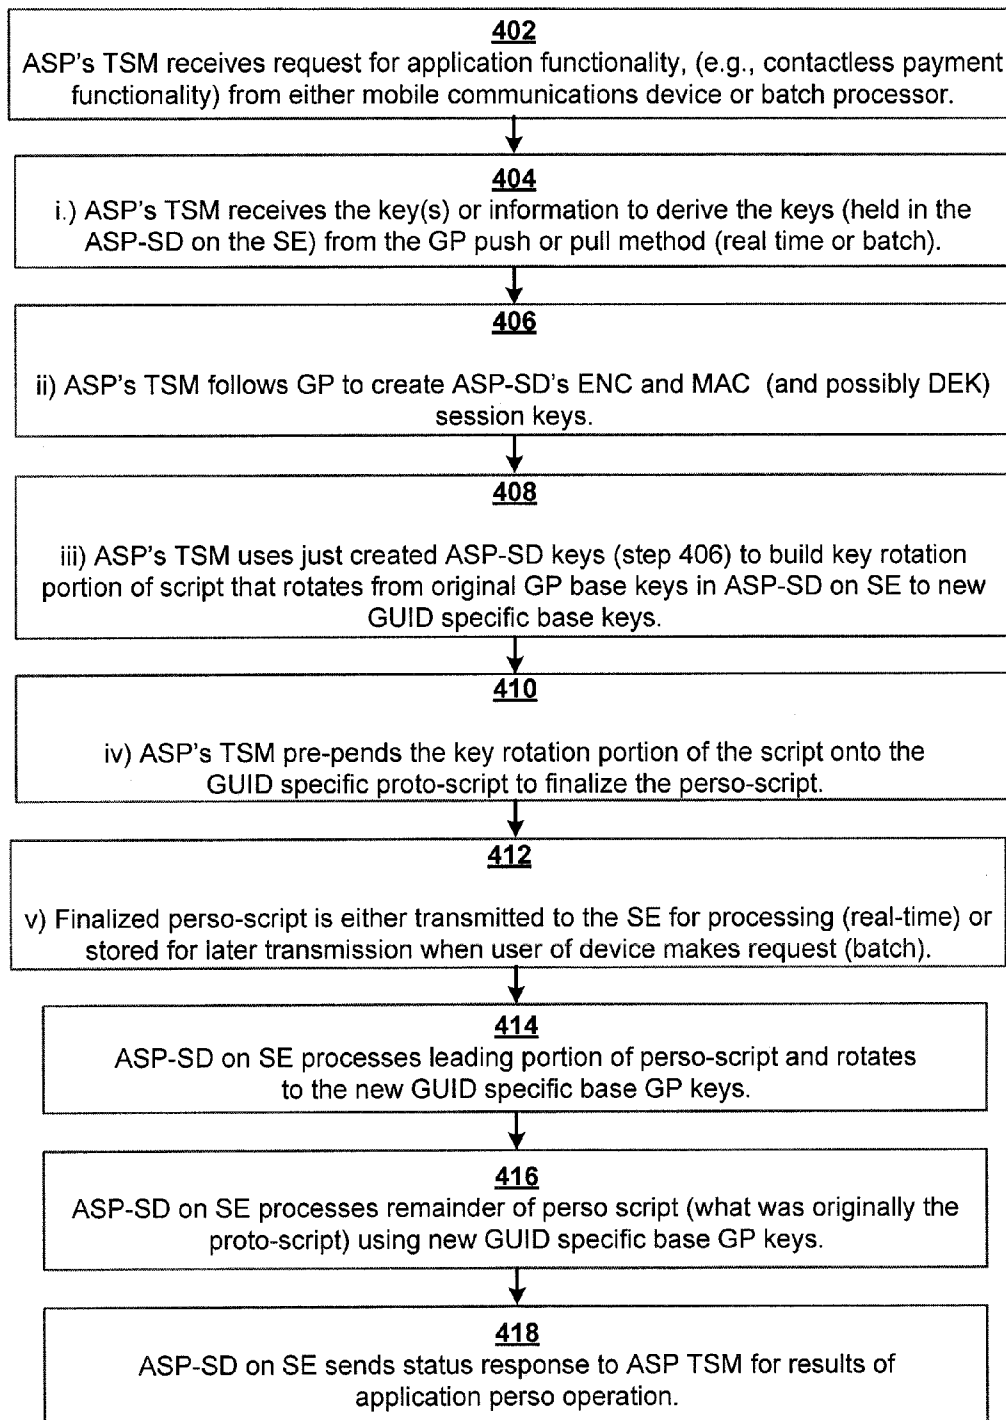 402
ASP's TSM receives request for application functionality, (e.g., contactless payment
functionality) from either mobile communications device or batch processor.
404
i.) ASP's TSM receives the key(s) or information to derive the keys (held in the
ASP-SD on the SE) from the GP push or pull method (real time or batch).
406
ii) ASP's TSM follows GP to create ASP-SD's ENC and MAC (and possibly DEK)
session keys.
408
iii) ASP's TSM uses just created ASP-SD keys (step 406) to build key rotation
portion of script that rotates from original GP base keys in ASP-SD on SE to new
GUID specific base keys.
410
iv) ASP's TSM pre-pends the key rotation portion of the script onto the
GUID specific proto-script to finalize the perso-script.
412
v) Finalized perso-script is either transmitted to the SE for processing (real-time) or
stored for later transmission when user of device makes request (batch).
414
ASP-SD on SE processes leading portion of perso-script and rotates
to the new GUID specific base GP keys.
416
ASP-SD on SE processes remainder of perso script (what was originally the
proto-script) using new GUID specific base GP keys.
418
ASP-SD on SE sends status response to ASP TSM for results of
application perso operation.